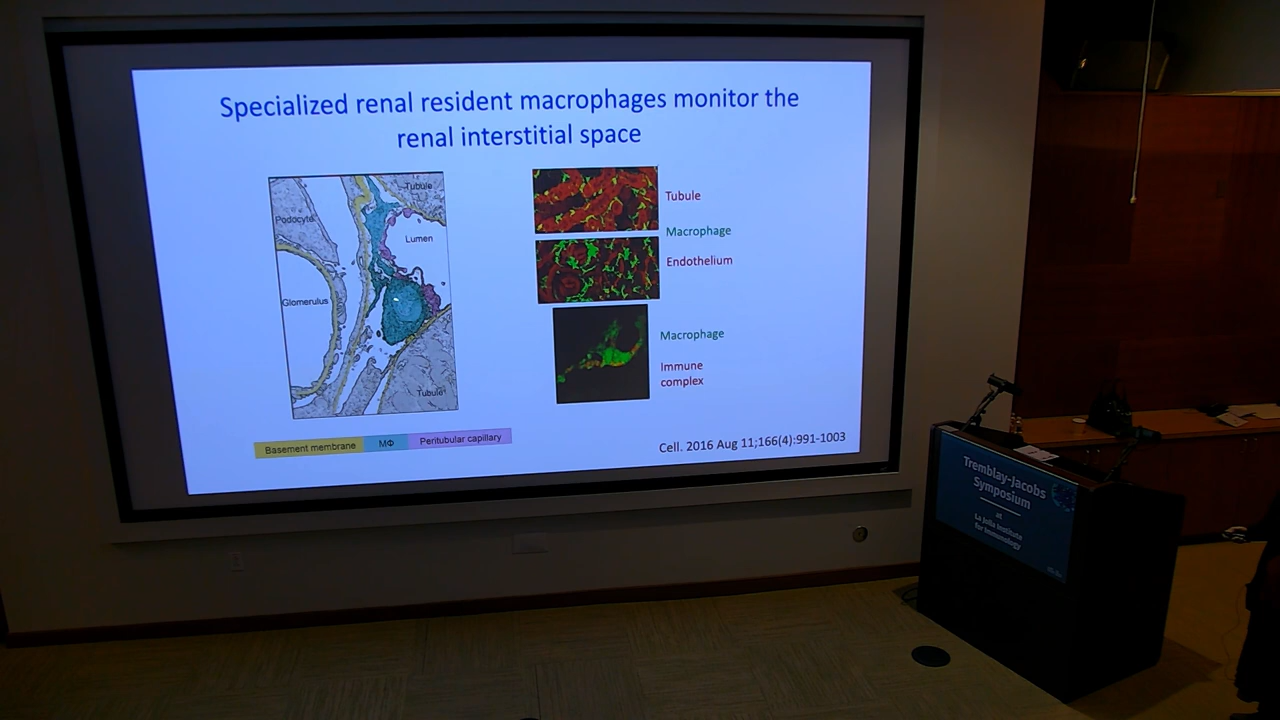 Specialized renal resident macrophages monitor the
renal interstitial space
Tubule
Podocyte
Lumen
Glomerulus
Tubule
Basement membrane
MΦ
Peritubular capillary
Tubule
Macrophage
Endothelium
Macrophage
Immune
complex
Cell. 2016 Aug 11;166(4):991-1003
Tremblay-Jacobs
Symposium
at
La Jolla Institute
for Immunology